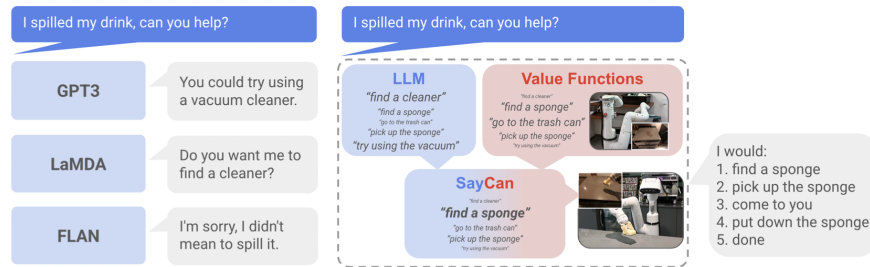 I spilled my drink, can you help?
GPT3
You could try using
a vacuum cleaner.
LaMDA
Do you want me to
find a cleaner?
FLAN
I'm sorry, I didn't
mean to spill it.
I spilled my drink, can you help?
LLM
“find a cleaner”
“find a sponge”
“go to the trash can”
“pick up the sponge”
“try using the vacuum”
Value Functions
“find a cleaner”
“find a sponge”
“go to the trash can”
“pick up the sponge”
“try using the vacuum”
SayCan
“find a cleaner”
“find a sponge”
“go to the trash can”
“pick up the sponge”
“try using the vacuum”
I would:
1. find a sponge
2. pick up the sponge
3. come to you
4. put down the sponge
5. done